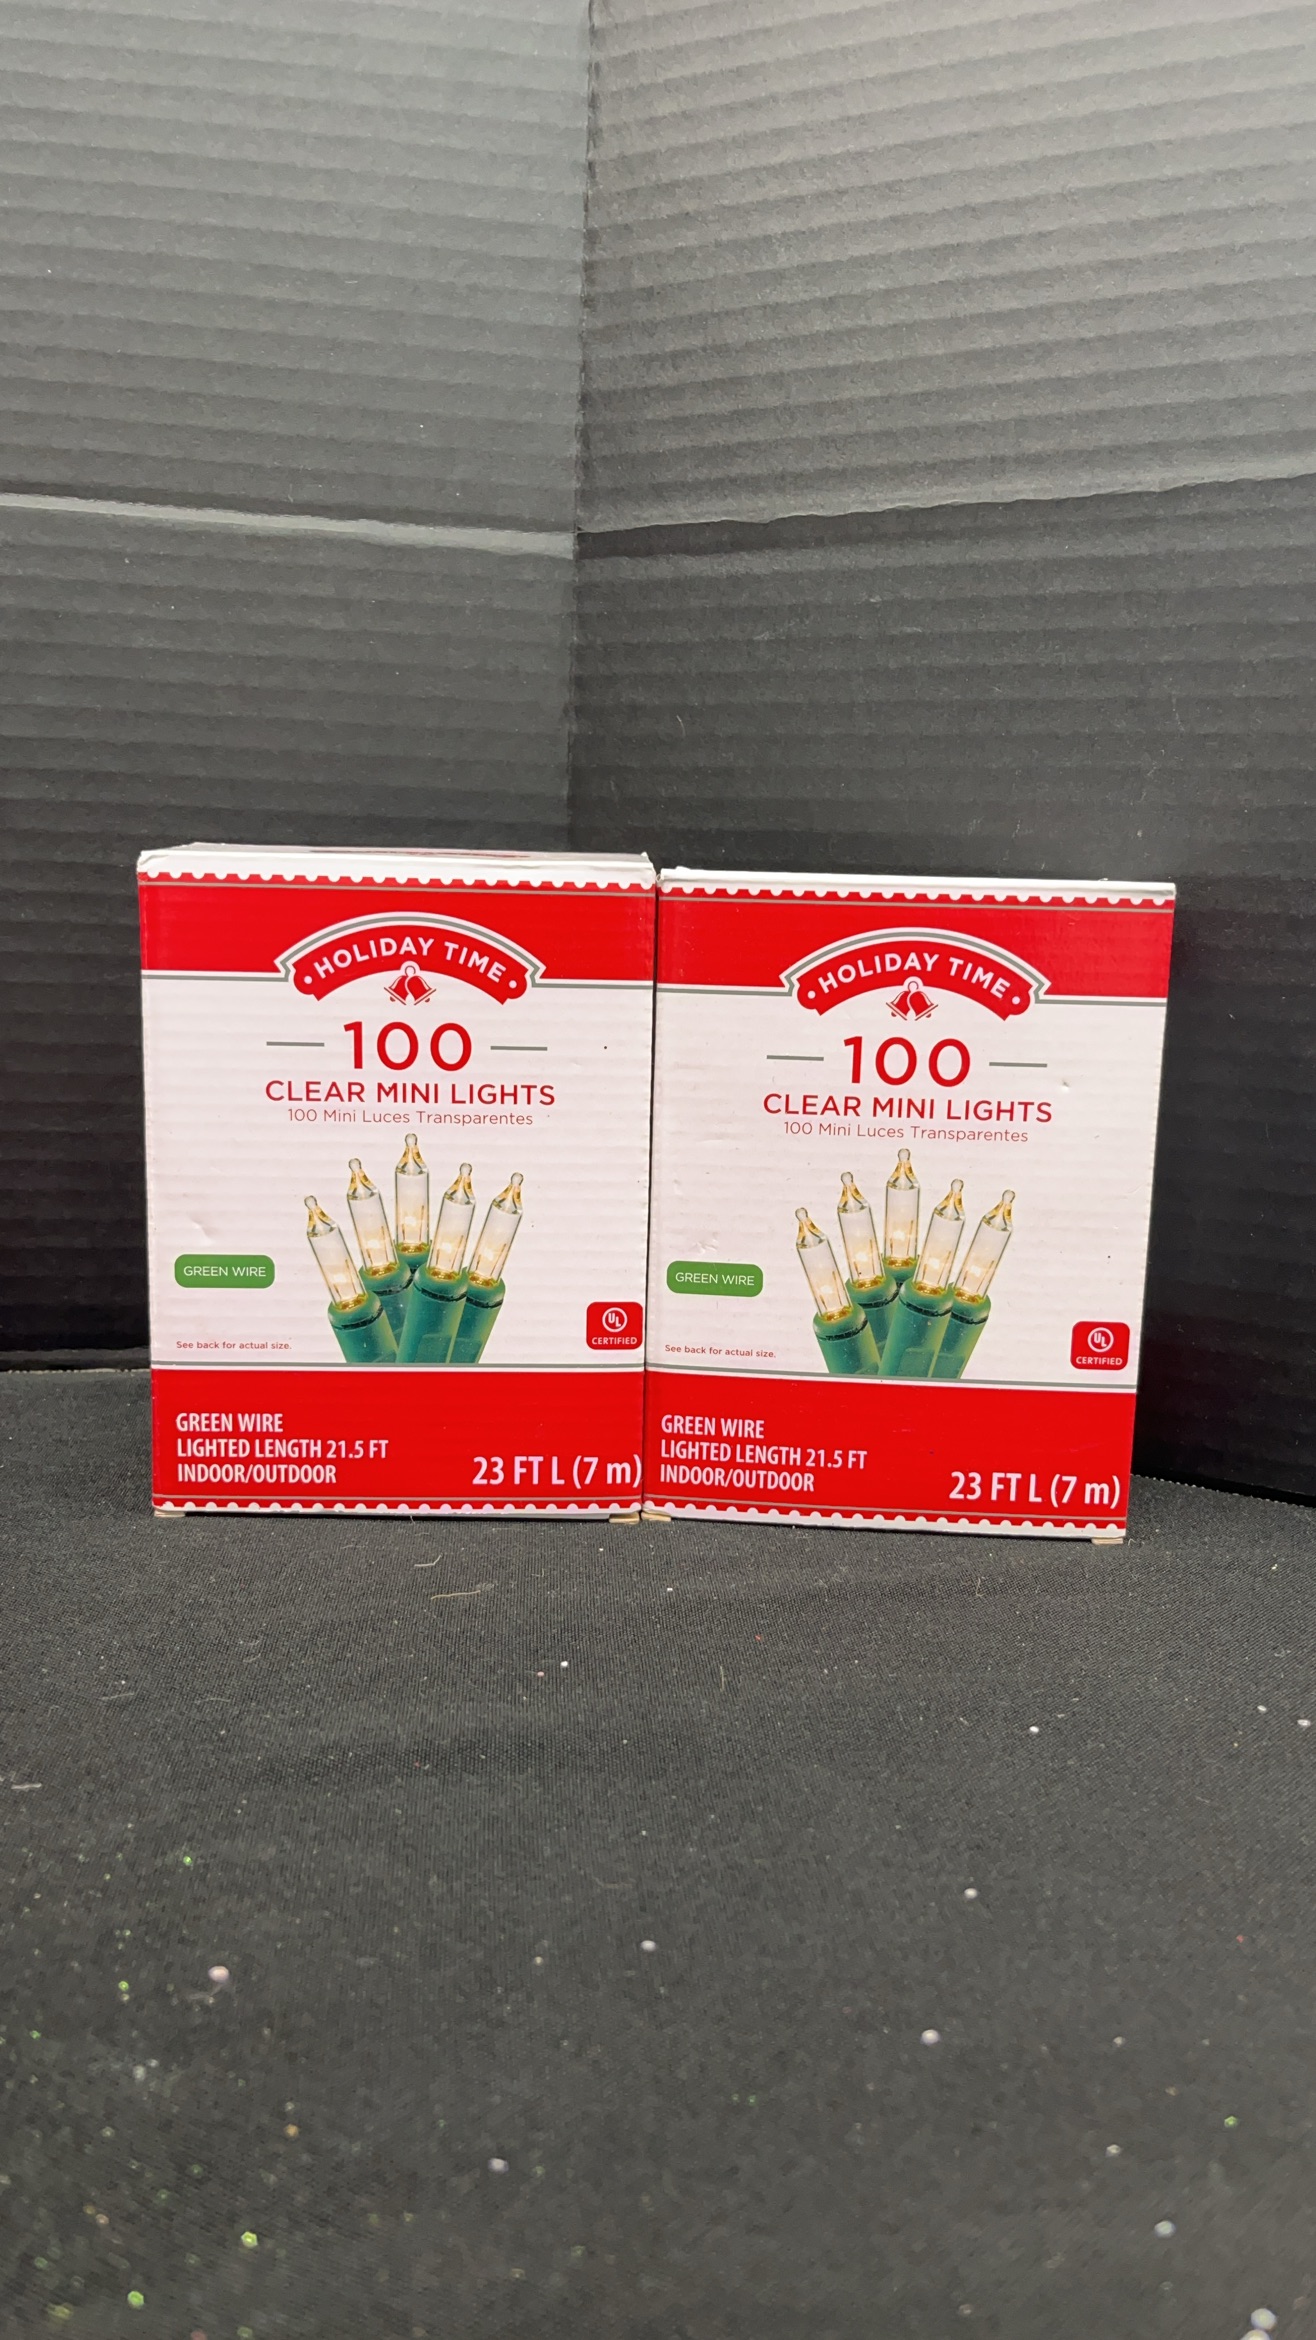 HOLIDAY TIME
100
CLEAR MINI LIGHTS
100 Mini Luces Transparentes
GREEN WIRE
UL
CERTIFIED
See back for actual size.
GREEN WIRE
LIGHTED LENGTH 21.5 FT
INDOOR/OUTDOOR
23 FT L (7 m)
HOLIDAY TIME
100
CLEAR MINI LIGHTS
100 Mini Luces Transparentes
GREEN WIRE
UL
CERTIFIED
See back for actual size.
GREEN WIRE
LIGHTED LENGTH 21.5 FT
INDOOR/OUTDOOR
23 FT L (7 m)